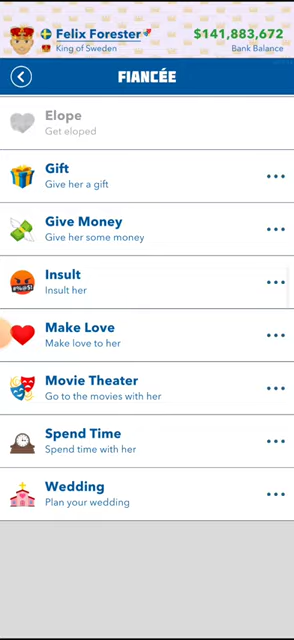 Felix Forester
$141,883,672
King of Sweden
Bank Balance
FIANCÉE
Elope
Get eloped
Gift
Give her a gift
Give Money
Give her some money
Insult
Insult her
Make Love
Make love to her
Movie Theater
Go to the movies with her
Spend Time
Spend time with her
Wedding
Plan your wedding